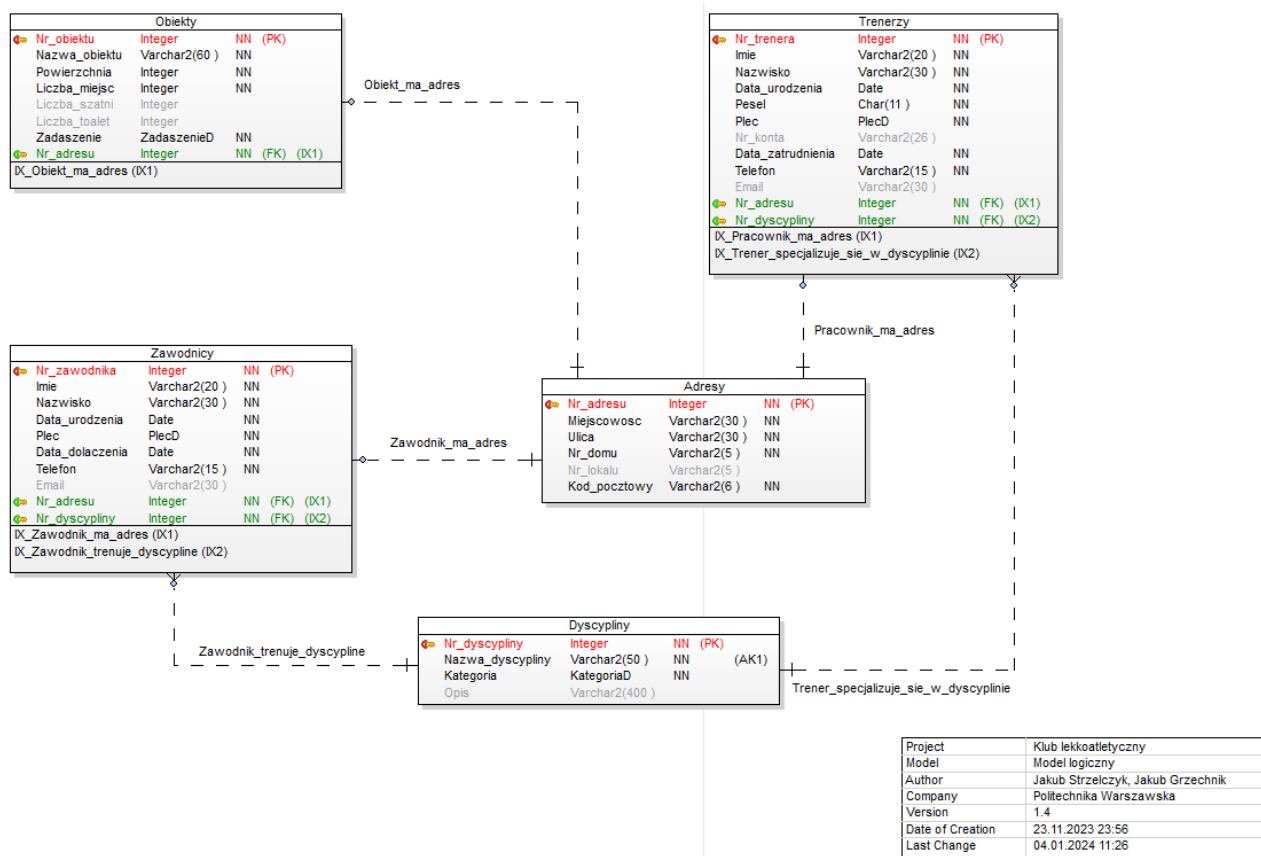 Obiekty
Nr_obiektu Integer NN (PK)
Nazwa_obiektu Varchar2(60 ) NN
Powierzchnia Integer NN
Liczba_miejsc Integer NN
Liczba_szatni Integer
Liczba_toalet Integer
Zadaszenie ZadaszenieD NN
Nr_adresu Integer NN (FK) (IX1)
IX_Obiekt_ma_adres (IX1)
Obiekt_ma_adres
Trenerzy
Nr_trenera Integer NN (PK)
Imie Varchar2(20 ) NN
Nazwisko Varchar2(30 ) NN
Data_urodzenia Date NN
Pesel Char(11 ) NN
Plec PlecD NN
Nr_konta Varchar2(26 )
Data_zatrudnienia Date NN
Telefon Varchar2(15 ) NN
Email Varchar2(30 )
Nr_adresu Integer NN (FK) (IX1)
Nr_dyscypliny Integer NN (FK) (IX2)
IX_Pracownik_ma_adres (IX1)
IX_Trener_specjalizuje_sie_w_dyscyplinie (IX2)
Pracownik_ma_adres
Zawodnicy
Nr_zawodnika Integer NN (PK)
Imie Varchar2(20 ) NN
Nazwisko Varchar2(30 ) NN
Data_urodzenia Date NN
Plec PlecD NN
Data_dolaczenia Date NN
Telefon Varchar2(15 ) NN
Email Varchar2(30 )
Nr_adresu Integer NN (FK) (IX1)
Nr_dyscypliny Integer NN (FK) (IX2)
IX_Zawodnik_ma_adres (IX1)
IX_Zawodnik_trenuje_dyscypline (IX2)
Zawodnik_ma_adres
Adresy
Nr_adresu Integer NN (PK)
Miejscowosc Varchar2(30 ) NN
Ulica Varchar2(30 ) NN
Nr_domu Varchar2(5 ) NN
Nr_lokalu Varchar2(5 )
Kod_pocztowy Varchar2(6 ) NN
Zawodnik_trenuje_dyscypline
Dyscypliny
Nr_dyscypliny Integer NN (PK)
Nazwa_dyscypliny Varchar2(50 ) NN (AK1)
Kategoria KategoriaD NN
Opis Varchar2(400 )
Trener_specjalizuje_sie_w_dyscyplinie
Project Klub lekkoatletyczny
Model Model logiczny
Author Jakub Strzelczyk, Jakub Grzechnik
Company Politechnika Warszawska
Version 1.4
Date of Creation 23.11.2023 23:56
Last Change 04.01.2024 11:26